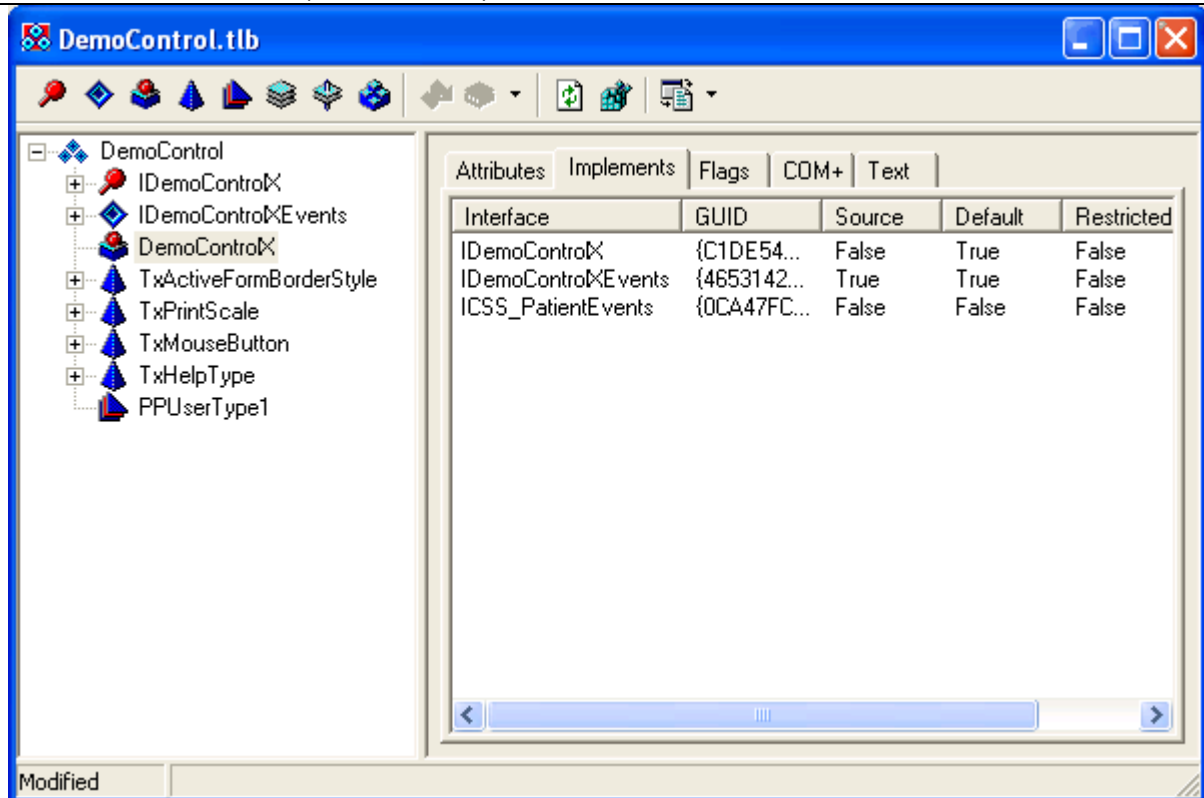 DemoControl.tlb
DemoControl
IDemoControlX
IDemoControlXEvents
DemoControlX
TxActiveFormBorderStyle
TxPrintScale
TxMouseButton
TxHelpType
PPUserType1
Attributes Implements Flags COM+ Text
Interface GUID Source Default Restricted
IDemoControlX {C1DE54... False True False
IDemoControlXEvents {4653142... True True False
ICSS_PatientEvents {0CA47FC... False False False
Modified